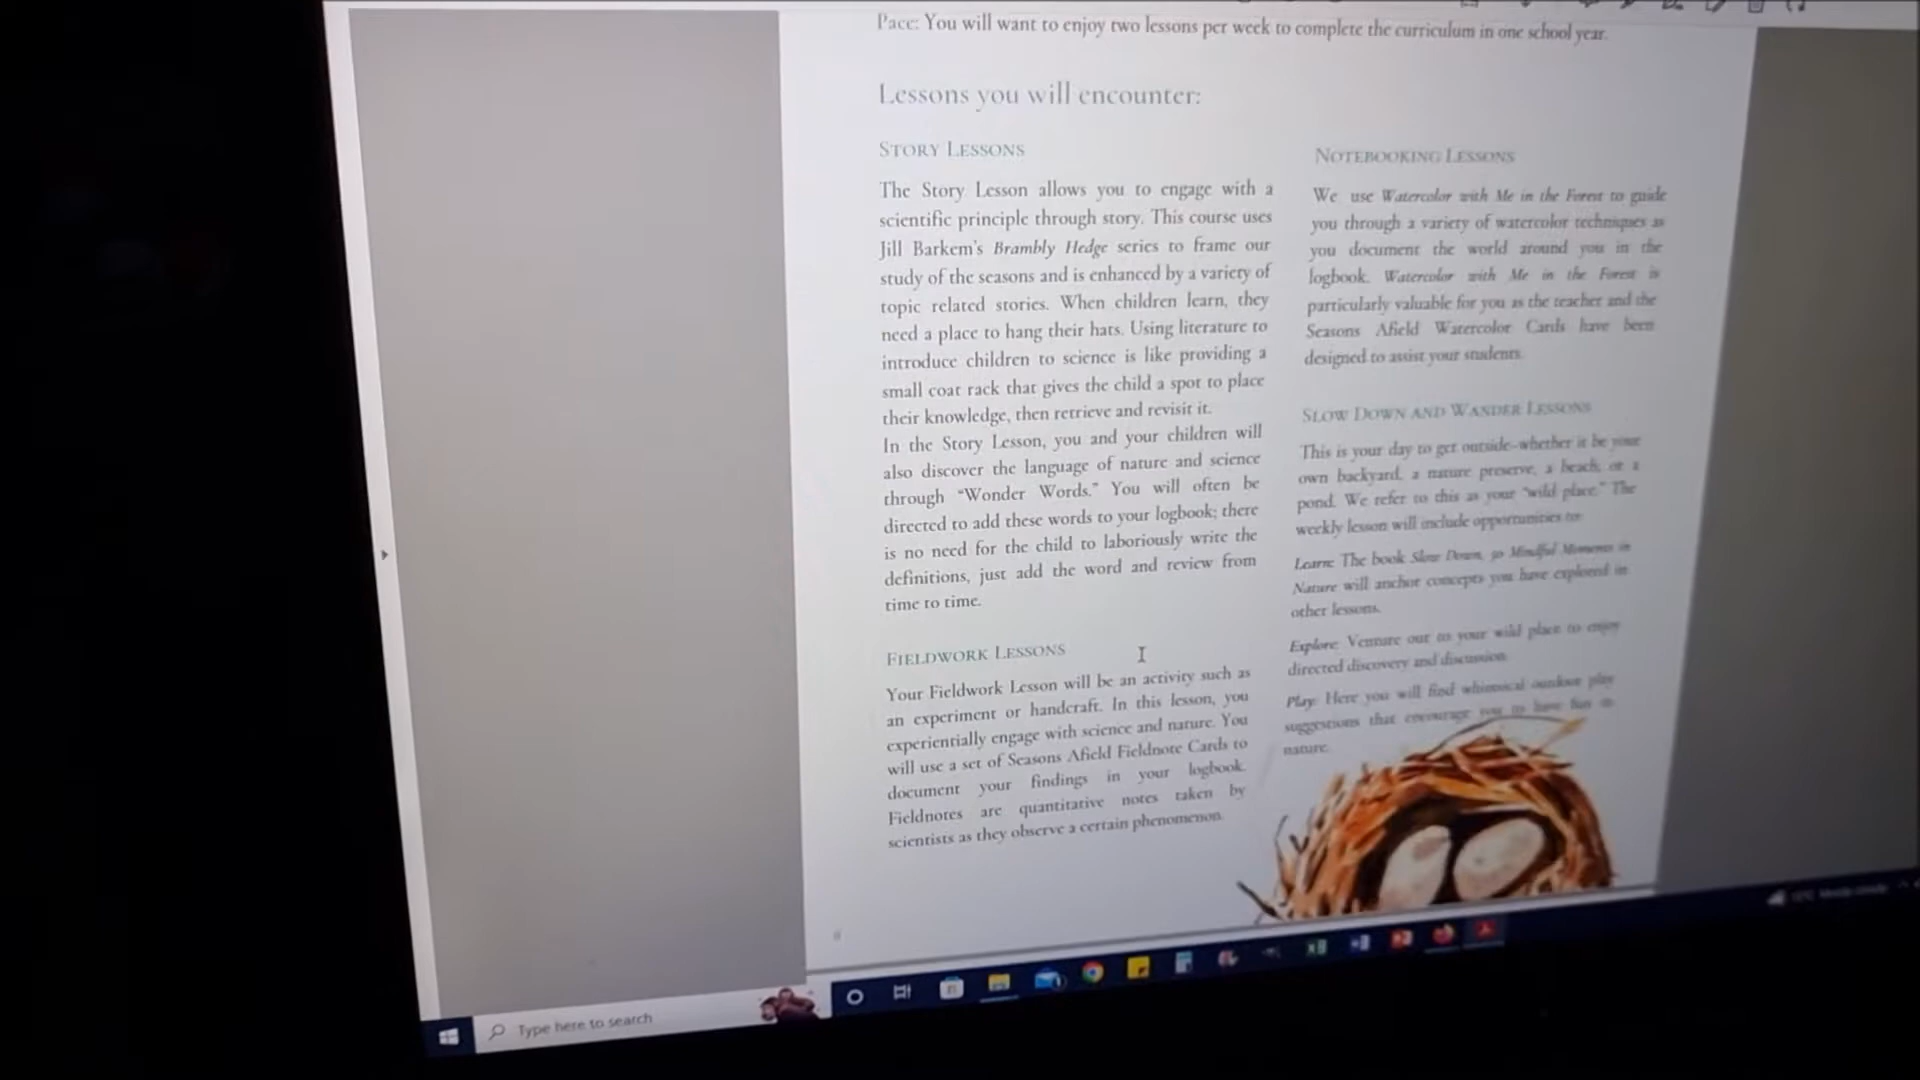 Pace: You will want to enjoy two lessons per week to complete the curriculum in one school year.
Lessons you will encounter:
STORY LESSONS
The Story Lesson allows you to engage with a
scientific principle through story. This course uses
Jill Barkem's Brambly Hedge series to frame our
study of the seasons and is enhanced by a variety of
topic related stories. When children learn, they
need a place to hang their hats. Using literature to
introduce children to science is like providing a
small coat rack that gives the child a spot to place
their knowledge, then retrieve and revisit it.
In the Story Lesson, you and your children will
also discover the language of nature and science
through "Wonder Words." You will often be
directed to add these words to your logbook; there
is no need for the child to laboriously write the
definitions, just add the word and review from
time to time.
FIELDWORK LESSONS
Your Fieldwork Lesson will be an activity such as
an experiment or handcraft. In this lesson, you
experientially engage with science and nature. You
will use a set of Seasons Afield Fieldnote Cards to
document your findings in your logbook.
Fieldnotes are quantitative notes taken by
scientists as they observe a certain phenomenon.
NOTEBOOKING LESSONS
We use Watercolor with Me in the Forest to guide
you through a variety of watercolor techniques as
you document the world around you in the
logbook. Watercolor with Me in the Forest is
particularly valuable for you as the teacher and the
Seasons Afield Watercolor Cards have been
designed to assist your students.
SLOW DOWN AND WANDER LESSONS
This is your day to get outside–whether it be your
own backyard, a nature preserve, a beach, or a
pond. We refer to this as your "wild place." The
weekly lesson will include opportunities to:
Learn: The book Slow Down, 50 Mindful Moments in
Nature will anchor concepts you have explored in
other lessons.
Explore: Venture out to your wild place to enjoy
directed discovery and discussion.
Play: Here you will find whimsical outdoor play
suggestions that encourage you to have fun in
nature.
Type here to search